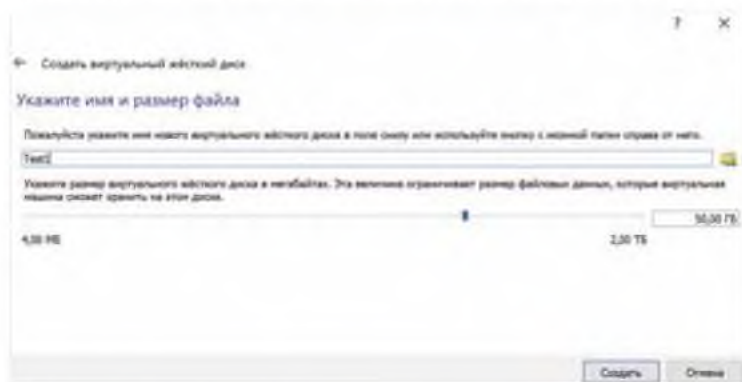 ? ×
← Создать виртуальный жёсткий диск
Укажите имя и размер файла
Пожалуйста укажите имя нового виртуального жёсткого диска в поле снизу или используйте кнопку с иконкой папки справа от него.
Test1
Укажите размер виртуального жёсткого диска в мегабайтах. Эта величина ограничивает размер файловых данных, которые виртуальная
машина сможет хранить на этом диске.
50,00 ГБ
4,00 МБ 2,00 ТБ
Создать Отмена